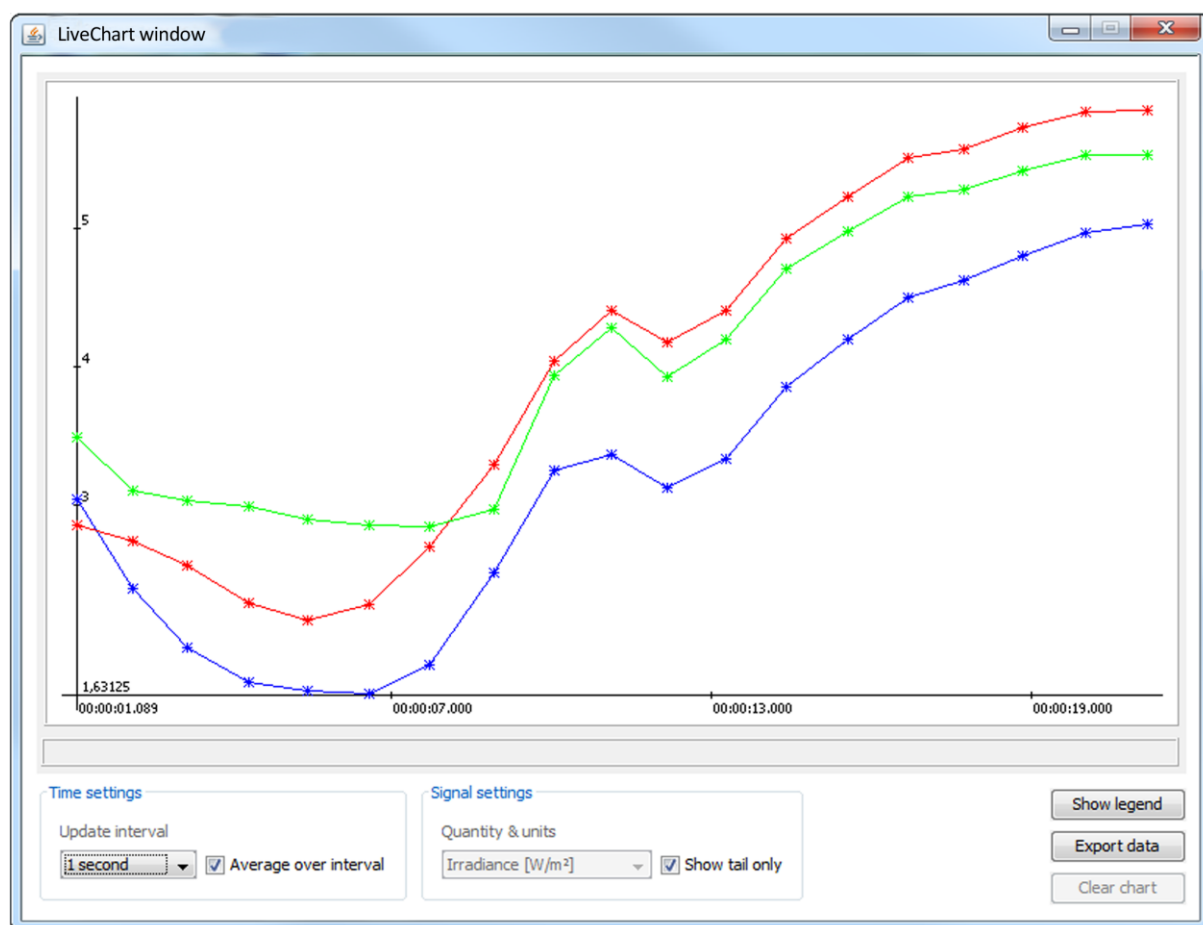 LiveChart window
5
4
3
1,63125
00:00:01.089 00:00:07.000 00:00:13.000 00:00:19.000
Time settings
Update interval
1 second Average over interval
Signal settings
Quantity & units
Irradiance [W/m²] Show tail only
Show legend
Export data
Clear chart